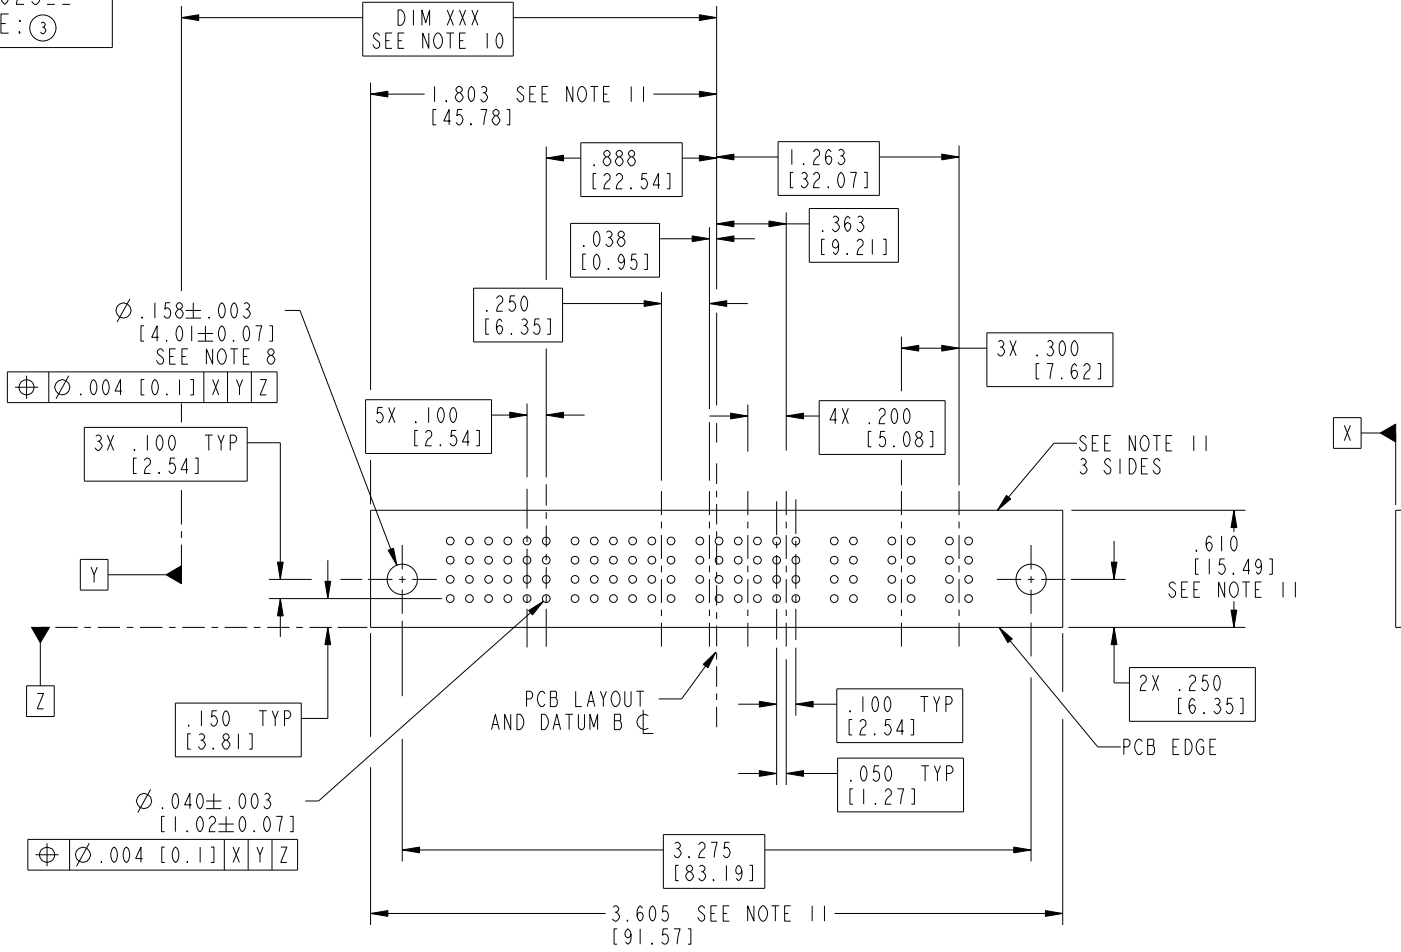 E: 3
DIM XXX
SEE NOTE 10
1.803 SEE NOTE 11
[45.78]
.888
[22.54]
1.263
[32.07]
.363
[9.21]
.038
[0.95]
.250
[6.35]
Ø.158±.003
[4.01±0.07]
SEE NOTE 8
⌖ Ø.004 [0.1] X Y Z
3X .300
[7.62]
5X .100
[2.54]
4X .200
[5.08]
3X .100 TYP
[2.54]
SEE NOTE 11
3 SIDES
X
Y
.610
[15.49]
SEE NOTE 11
Z
PCB LAYOUT
AND DATUM B ℄
.150 TYP
[3.81]
.100 TYP
[2.54]
2X .250
[6.35]
PCB EDGE
.050 TYP
[1.27]
Ø.040±.003
[1.02±0.07]
⌖ Ø.004 [0.1] X Y Z
3.275
[83.19]
3.605 SEE NOTE 11
[91.57]